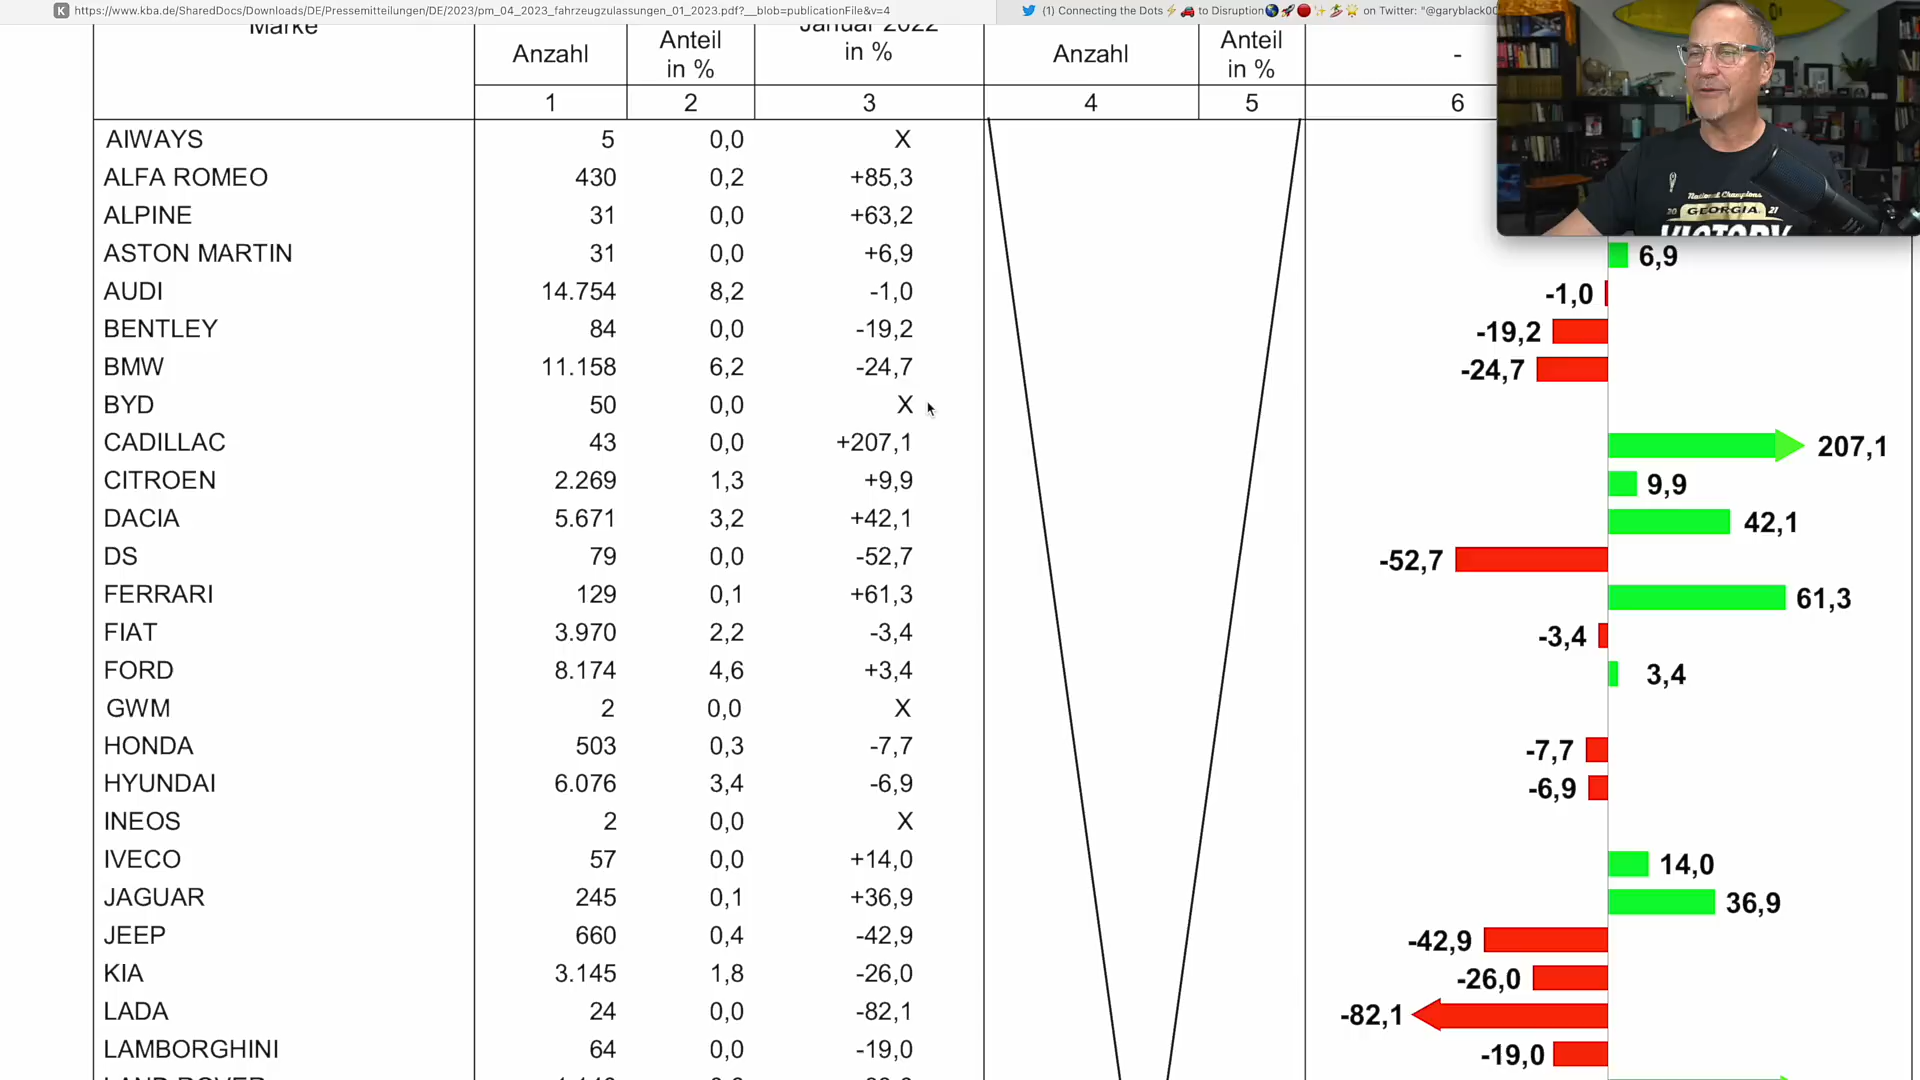 https://www.kba.de/SharedDocs/Downloads/DE/Pressemitteilungen/DE/2023/pm_04_2023_fahrzeugzulassungen_01_2023.pdf?__blob=publicationFile&v=4
(1) Connecting the Dots⚡🚗 to Disruption🌎🚀🔴✨🏄🌟 on Twitter: "@garyblack00
Marke
Anzahl
Anteil
in %
Januar 2022
in %
Anzahl
Anteil
in %
-
1 2 3 4 5 6
AIWAYS 5 0,0 X
ALFA ROMEO 430 0,2 +85,3
ALPINE 31 0,0 +63,2
ASTON MARTIN 31 0,0 +6,9 6,9
AUDI 14.754 8,2 -1,0 -1,0
BENTLEY 84 0,0 -19,2 -19,2
BMW 11.158 6,2 -24,7 -24,7
BYD 50 0,0 X
CADILLAC 43 0,0 +207,1 207,1
CITROEN 2.269 1,3 +9,9 9,9
DACIA 5.671 3,2 +42,1 42,1
DS 79 0,0 -52,7 -52,7
FERRARI 129 0,1 +61,3 61,3
FIAT 3.970 2,2 -3,4 -3,4
FORD 8.174 4,6 +3,4 3,4
GWM 2 0,0 X
HONDA 503 0,3 -7,7 -7,7
HYUNDAI 6.076 3,4 -6,9 -6,9
INEOS 2 0,0 X
IVECO 57 0,0 +14,0 14,0
JAGUAR 245 0,1 +36,9 36,9
JEEP 660 0,4 -42,9 -42,9
KIA 3.145 1,8 -26,0 -26,0
LADA 24 0,0 -82,1 -82,1
LAMBORGHINI 64 0,0 -19,0 -19,0
LAND ROVER
National Champions
20 GEORGIA 21
VICTORY